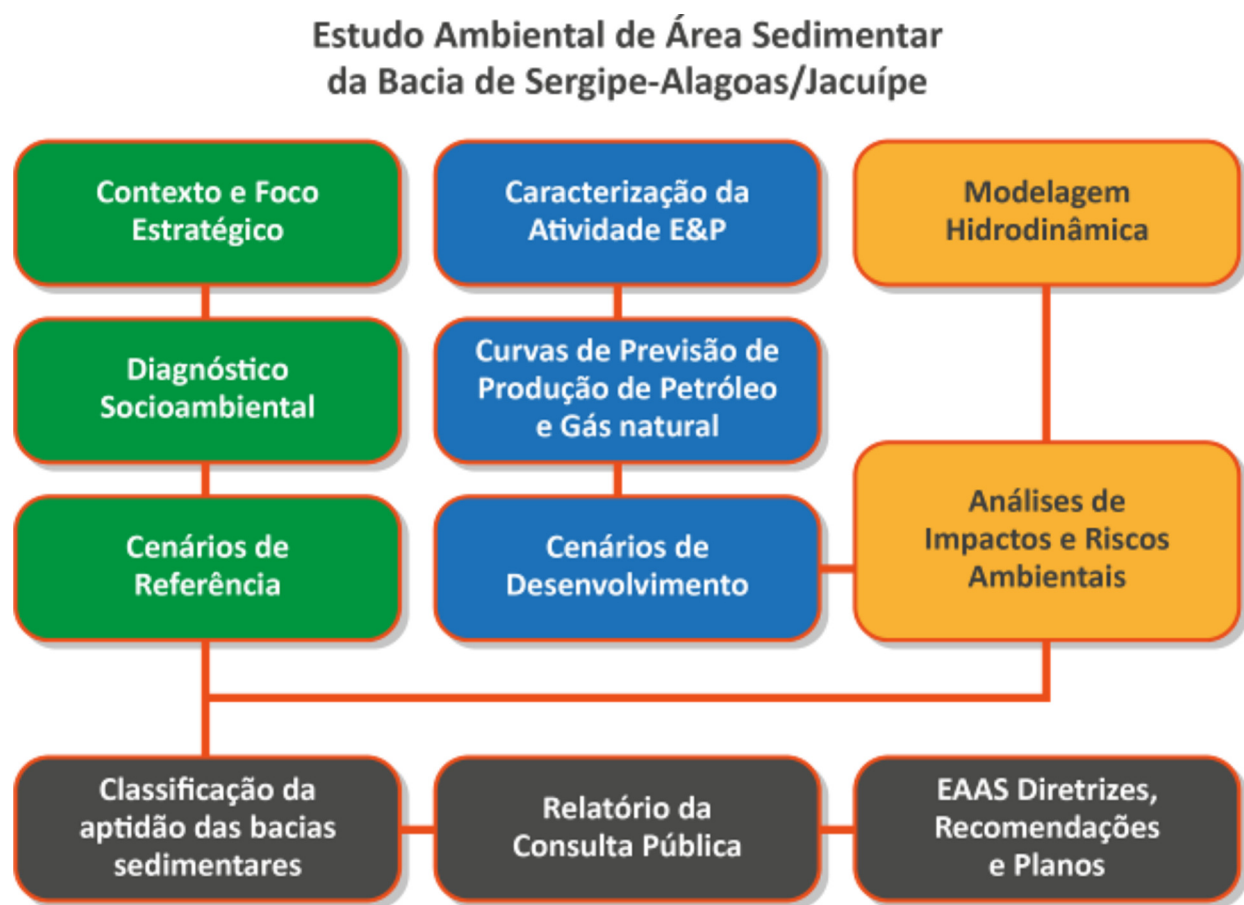 Estudo Ambiental de Área Sedimentar
da Bacia de Sergipe-Alagoas/Jacuípe
Contexto e Foco
Estratégico
Caracterização da
Atividade E&P
Modelagem
Hidrodinâmica
Diagnóstico
Socioambiental
Curvas de Previsão de
Produção de Petróleo
e Gás natural
Cenários de
Referência
Cenários de
Desenvolvimento
Análises de
Impactos e Riscos
Ambientais
Classificação da
aptidão das bacias
sedimentares
Relatório da
Consulta Pública
EAAS Diretrizes,
Recomendações
e Planos